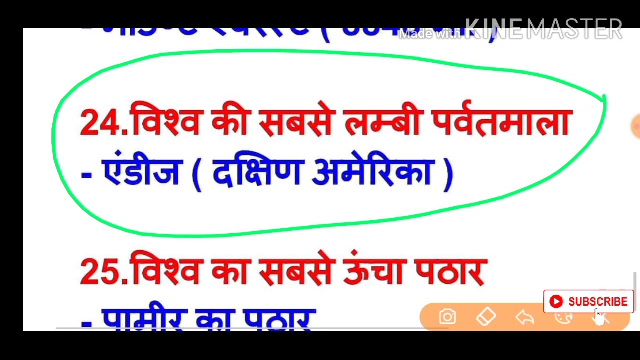 Made with KINEMASTER
24.विश्व की सबसे लम्बी पर्वतमाला
- एंडीज ( दक्षिण अमेरिका )
25.विश्व का सबसे ऊंचा पठार
SUBSCRIBE
- पामीर का पठार